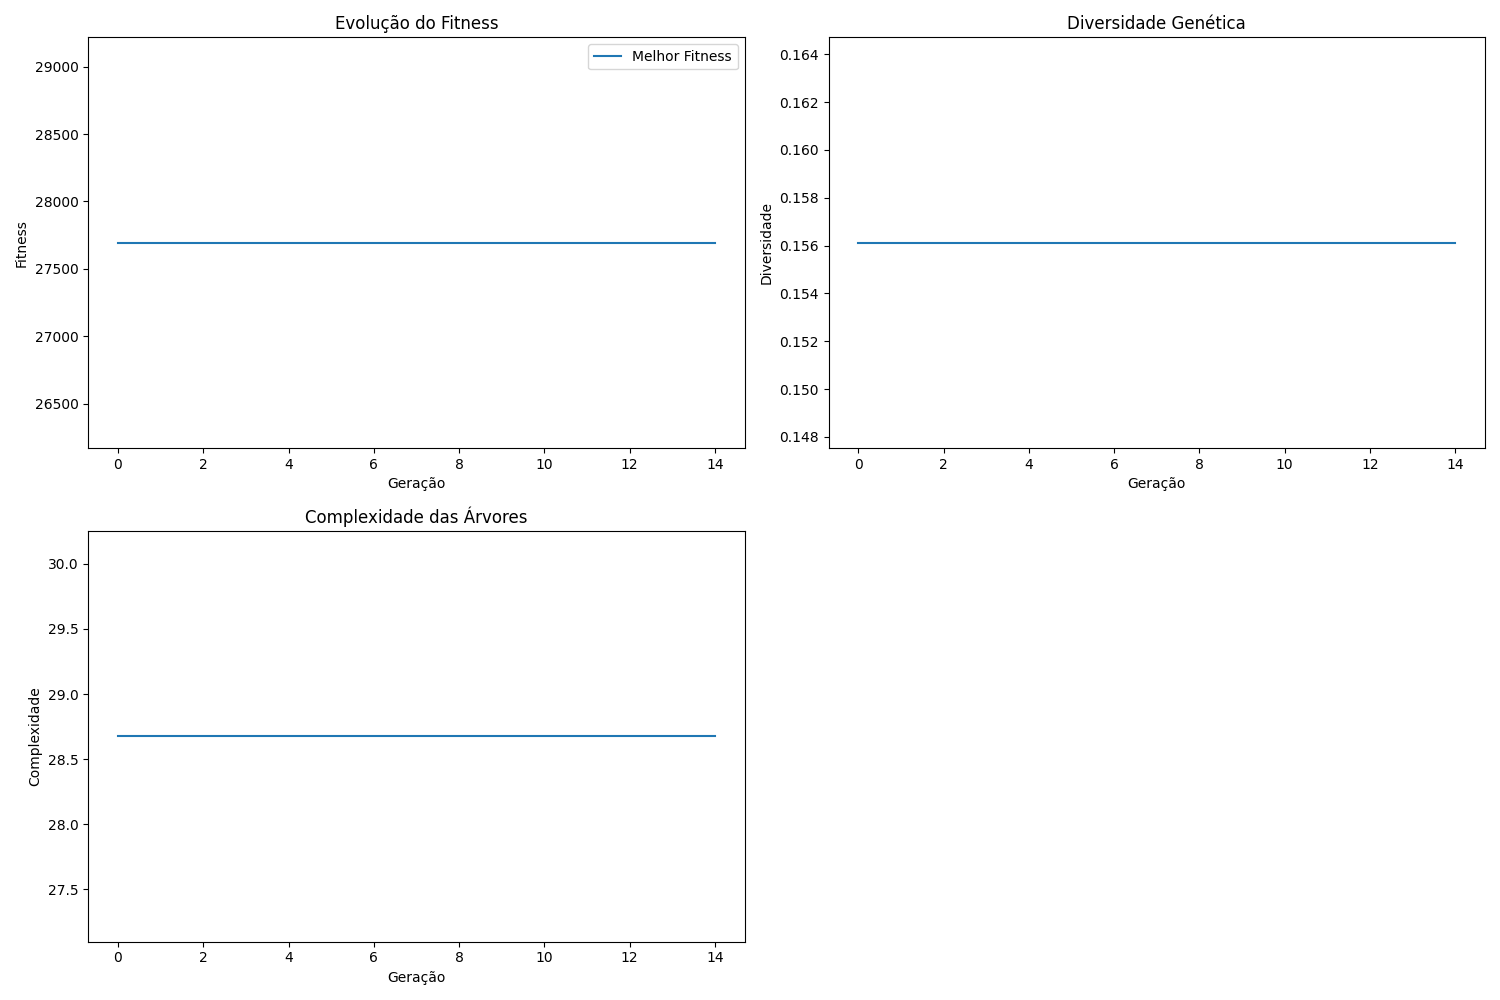 Evolução do Fitness
Melhor Fitness
29000
28500
28000
27500
27000
26500
Fitness
0 2 4 6 8 10 12 14
Geração
Diversidade Genética
0.164
0.162
0.160
0.158
0.156
0.154
0.152
0.150
0.148
Diversidade
0 2 4 6 8 10 12 14
Geração
Complexidade das Árvores
30.0
29.5
29.0
28.5
28.0
27.5
Complexidade
0 2 4 6 8 10 12 14
Geração